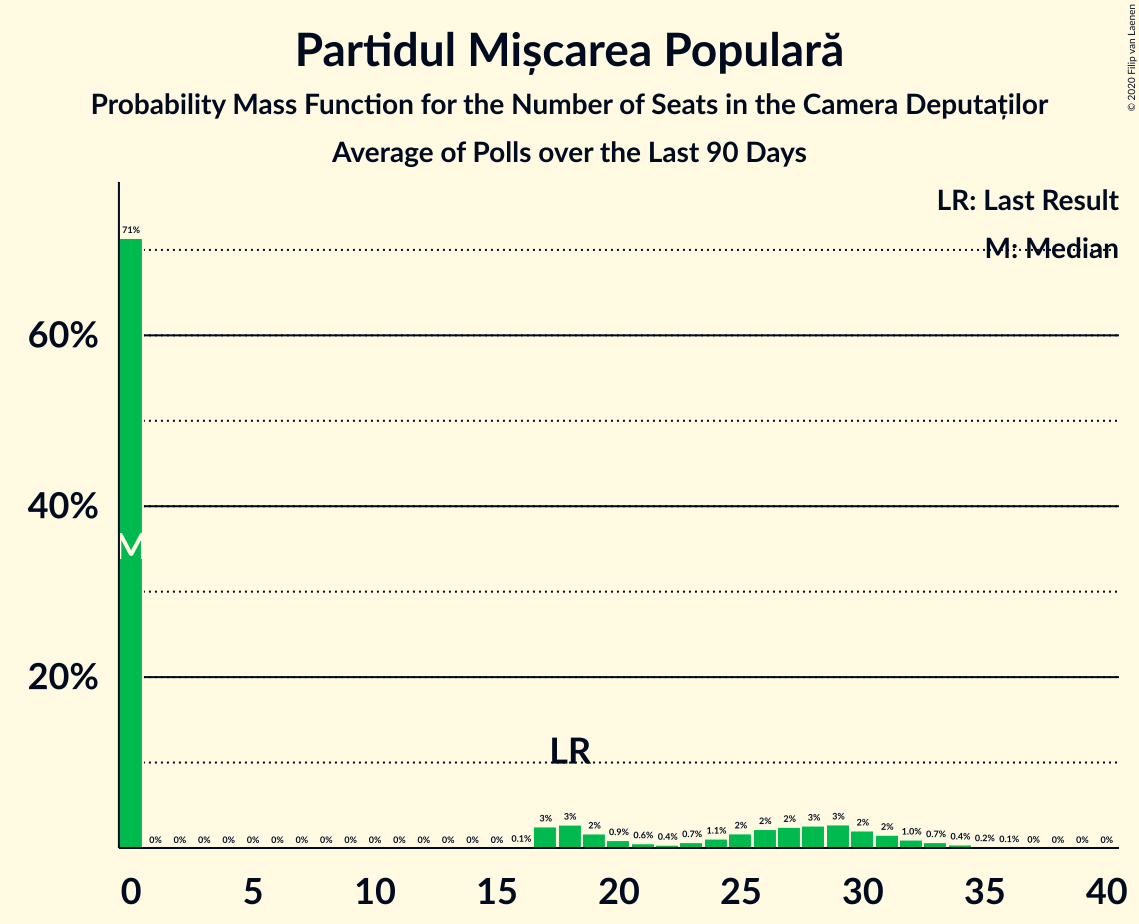 Partidul Mișcarea Populară
Probability Mass Function for the Number of Seats in the Camera Deputaților
Average of Polls over the Last 90 Days
© 2020 Filip van Laenen
LR: Last Result
M: Median
71%
60%
40%
20%
M
LR
0% 0% 0% 0% 0% 0% 0% 0% 0% 0% 0% 0% 0% 0% 0% 0.1% 3% 3% 2% 0.9% 0.6% 0.4% 0.7% 1.1% 2% 2% 2% 3% 3% 2% 2% 1.0% 0.7% 0.4% 0.2% 0.1% 0% 0% 0% 0%
0 5 10 15 20 25 30 35 40